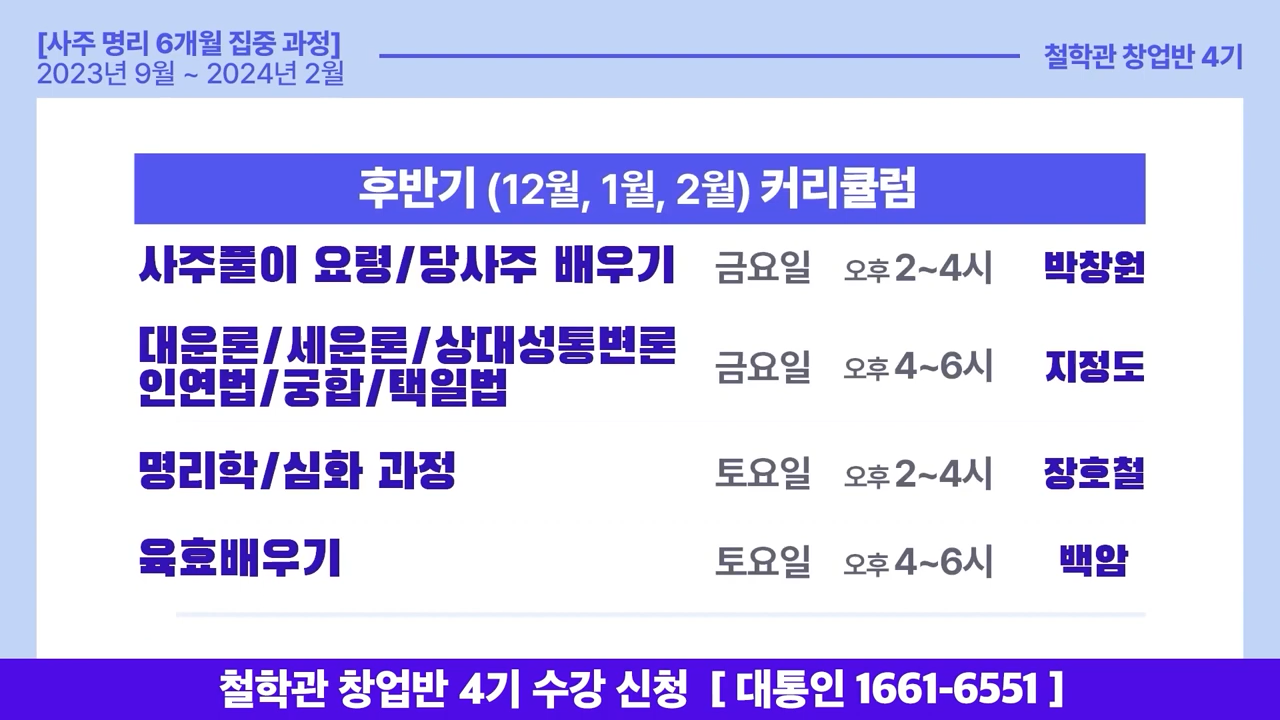 [사주 명리 6개월 집중 과정]
2023년 9월 ~ 2024년 2월
철학관 창업반 4기
후반기 (12월, 1월, 2월) 커리큘럼
사주풀이 요령/당사주 배우기 금요일 오후 2~4시 박창원
대운론/세운론/상대성통변론
인연법/궁합/택일법 금요일 오후 4~6시 지정도
명리학/심화 과정 토요일 오후 2~4시 장호철
육효배우기 토요일 오후 4~6시 백암
철학관 창업반 4기 수강 신청 [ 대통인 1661-6551 ]